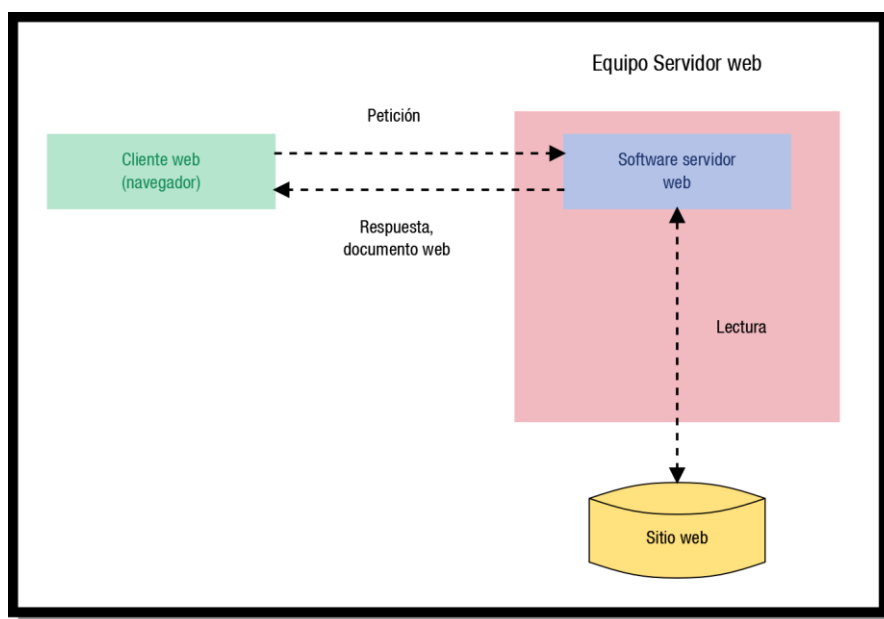 Equipo Servidor web
Petición
Cliente web
(navegador)
Software servidor
web
Respuesta,
documento web
Lectura
Sitio web